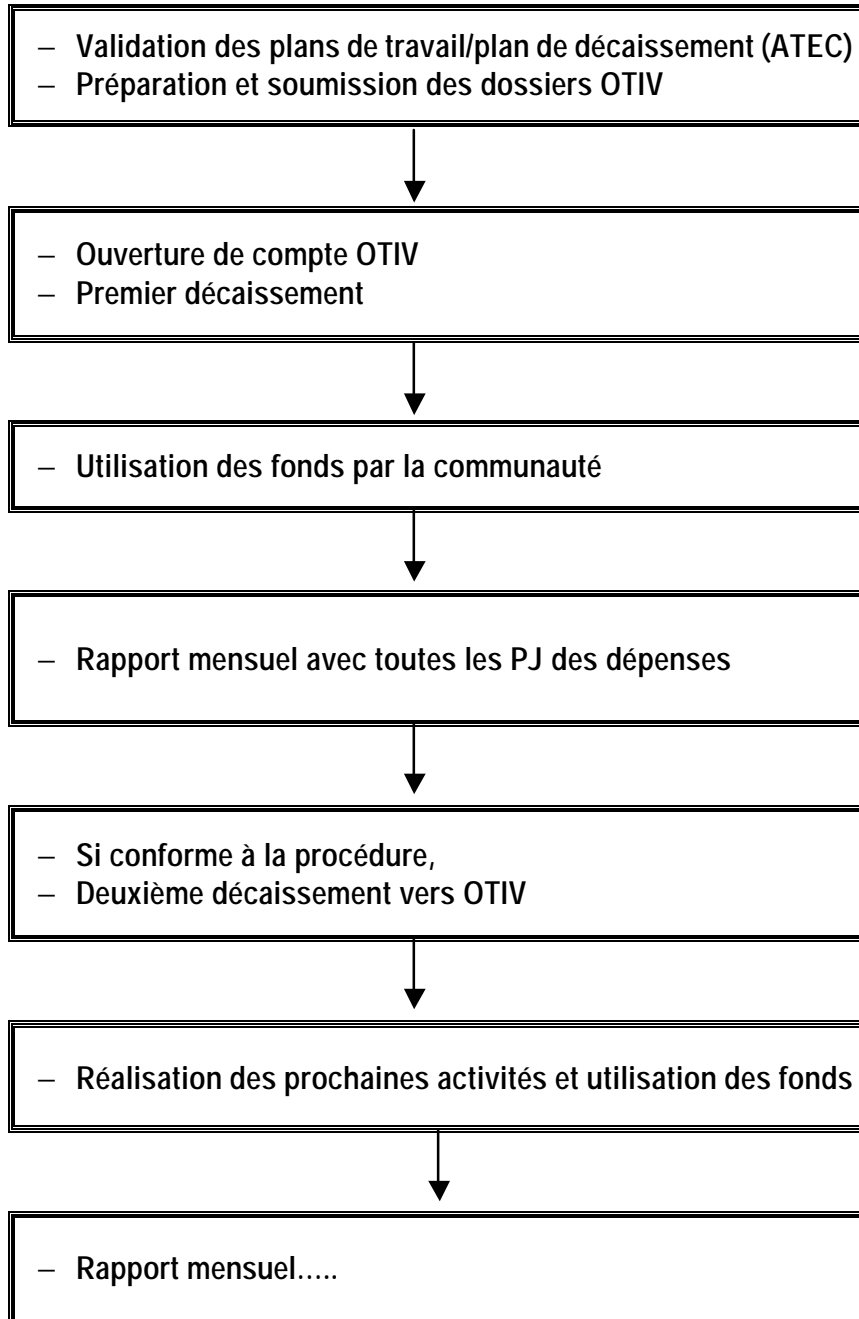 – Validation des plans de travail/plan de décaissement (ATEC)
– Préparation et soumission des dossiers OTIV
– Ouverture de compte OTIV
– Premier décaissement
– Utilisation des fonds par la communauté
– Rapport mensuel avec toutes les PJ des dépenses
– Si conforme à la procédure,
– Deuxième décaissement vers OTIV
– Réalisation des prochaines activités et utilisation des fonds
– Rapport mensuel…..